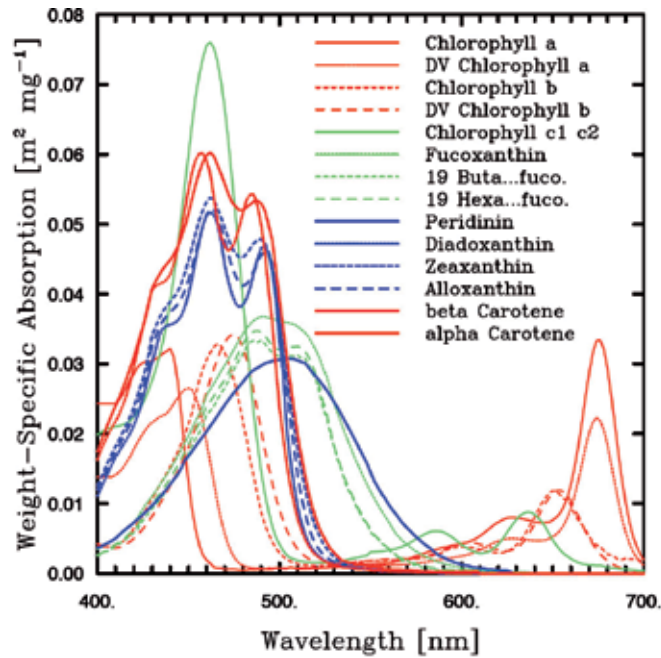 0.08
0.07
0.06
0.05
0.04
0.03
0.02
0.01
0.00
Weight-Specific Absorption [m² mg⁻¹]
Chlorophyll a
DV Chlorophyll a
Chlorophyll b
DV Chlorophyll b
Chlorophyll c1 c2
Fucoxanthin
19 Buta...fuco.
19 Hexa...fuco.
Peridinin
Diadoxanthin
Zeaxanthin
Alloxanthin
beta Carotene
alpha Carotene
400. 500. 600. 700.
Wavelength [nm]